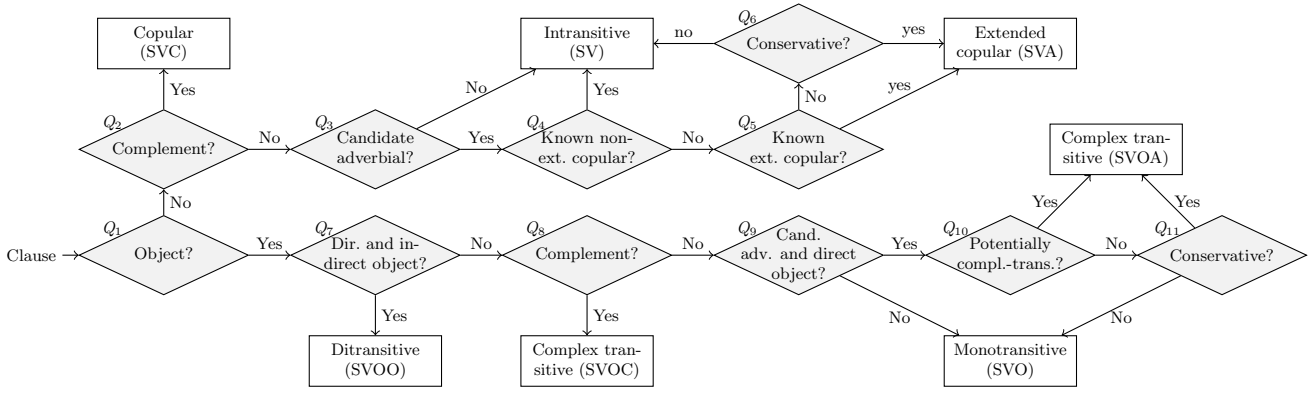 Copular
(SVC)
Intransitive
(SV)
Q6
Conservative?
no
yes
Extended
copular (SVA)
Yes
No
Yes
No
yes
Q2
Complement?
No
Q3
Candidate
adverbial?
Yes
Q4
Known non-
ext. copular?
No
Q5
Known
ext. copular?
Complex tran-
sitive (SVOA)
No
Yes
Yes
Clause
Q1
Object?
Yes
Q7
Dir. and in-
direct object?
No
Q8
Complement?
No
Q9
Cand.
adv. and direct
object?
Yes
Q10
Potentially
compl.-trans.?
No
Q11
Conservative?
Yes
Yes
No
No
Ditransitive
(SVOO)
Complex tran-
sitive (SVOC)
Monotransitive
(SVO)